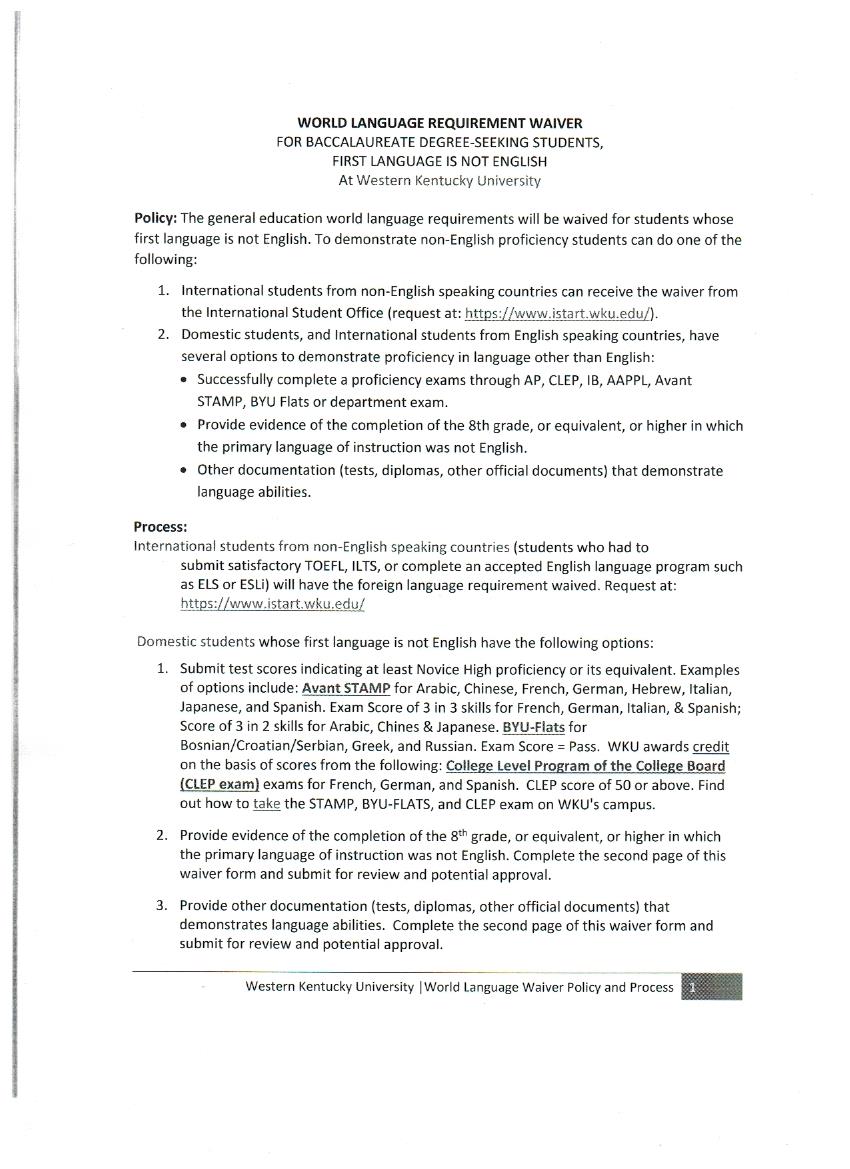 WORLD LANGUAGE REQUIREMENT WAIVER
FOR BACCALAUREATE DEGREE-SEEKING STUDENTS,
FIRST LANGUAGE IS NOT ENGLISH
At Western Kentucky University
Policy: The general education world language requirements will be waived for students whose
first language is not English. To demonstrate non-English proficiency students can do one of the
following:
1. International students from non-English speaking countries can receive the waiver from
the International Student Office (request at: https://www.istart.wku.edu/).
2. Domestic students, and International students from English speaking countries, have
several options to demonstrate proficiency in language other than English:
• Successfully complete a proficiency exams through AP, CLEP, IB, AAPPL, Avant
STAMP, BYU Flats or department exam.
• Provide evidence of the completion of the 8th grade, or equivalent, or higher in which
the primary language of instruction was not English.
• Other documentation (tests, diplomas, other official documents) that demonstrate
language abilities.
Process:
International students from non-English speaking countries (students who had to
submit satisfactory TOEFL, ILTS, or complete an accepted English language program such
as ELS or ESLi) will have the foreign language requirement waived. Request at:
https://www.istart.wku.edu/
Domestic students whose first language is not English have the following options:
1. Submit test scores indicating at least Novice High proficiency or its equivalent. Examples
of options include: Avant STAMP for Arabic, Chinese, French, German, Hebrew, Italian,
Japanese, and Spanish. Exam Score of 3 in 3 skills for French, German, Italian, & Spanish;
Score of 3 in 2 skills for Arabic, Chines & Japanese. BYU-Flats for
Bosnian/Croatian/Serbian, Greek, and Russian. Exam Score = Pass. WKU awards credit
on the basis of scores from the following: College Level Program of the College Board
(CLEP exam) exams for French, German, and Spanish. CLEP score of 50 or above. Find
out how to take the STAMP, BYU-FLATS, and CLEP exam on WKU's campus.
2. Provide evidence of the completion of the 8th grade, or equivalent, or higher in which
the primary language of instruction was not English. Complete the second page of this
waiver form and submit for review and potential approval.
3. Provide other documentation (tests, diplomas, other official documents) that
demonstrates language abilities. Complete the second page of this waiver form and
submit for review and potential approval.
Western Kentucky University |World Language Waiver Policy and Process 1